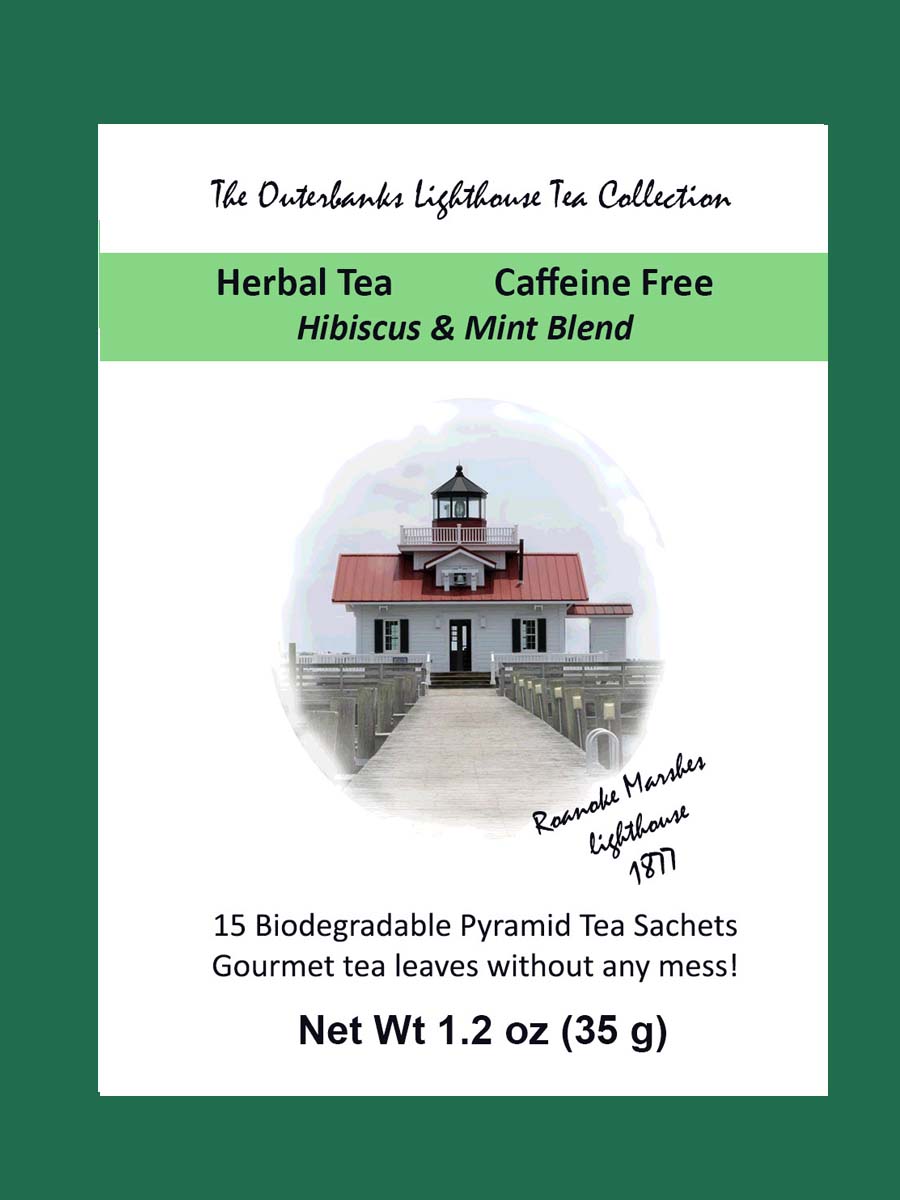 The Outerbanks Lighthouse Tea Collection
Herbal Tea Caffeine Free
Hibiscus & Mint Blend
Roanoke Marshes
lighthouse
1877
15 Biodegradable Pyramid Tea Sachets
Gourmet tea leaves without any mess!
Net Wt 1.2 oz (35 g)